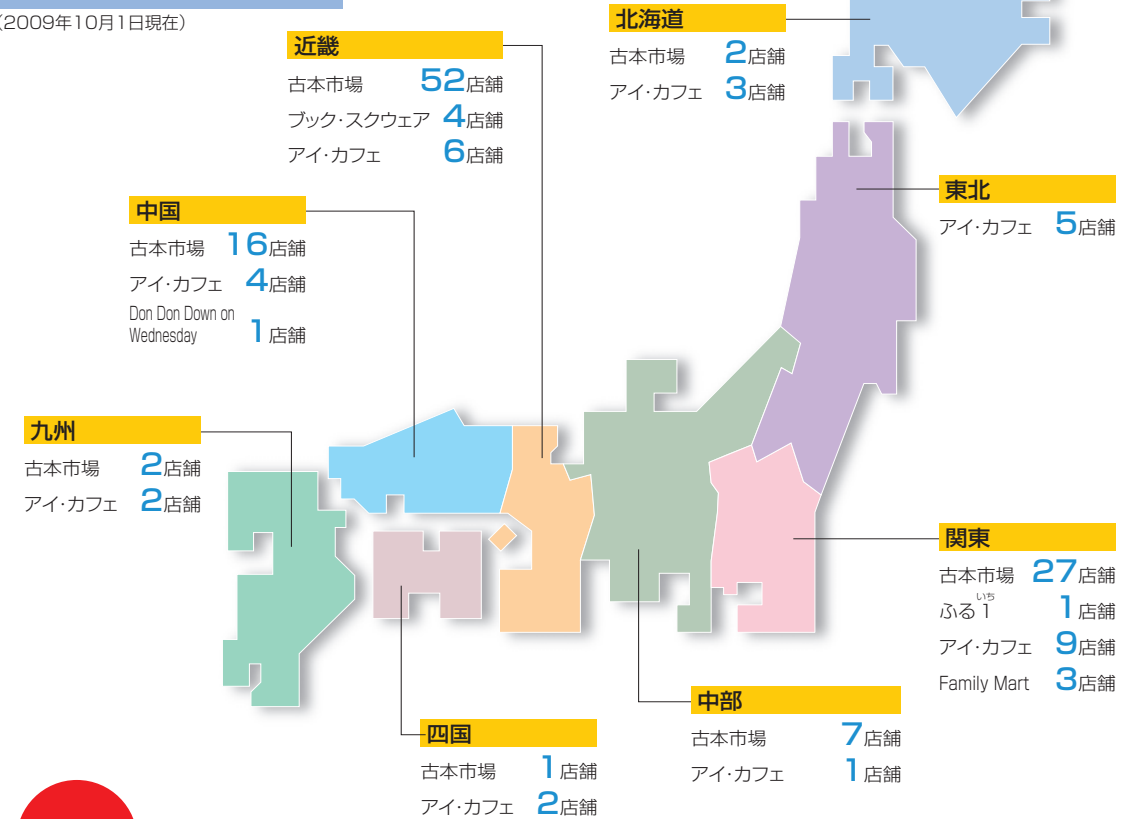 (2009年10月1日現在)
北海道
古本市場 2店舗
アイ・カフェ 3店舗
近畿
古本市場 52店舗
ブック・スクウェア 4店舗
アイ・カフェ 6店舗
東北
アイ・カフェ 5店舗
中国
古本市場 16店舗
アイ・カフェ 4店舗
Don Don Down on
Wednesday 1店舗
九州
古本市場 2店舗
アイ・カフェ 2店舗
関東
古本市場 27店舗
いち
ふる1 1店舗
アイ・カフェ 9店舗
Family Mart 3店舗
中部
古本市場 7店舗
アイ・カフェ 1店舗
四国
古本市場 1店舗
アイ・カフェ 2店舗